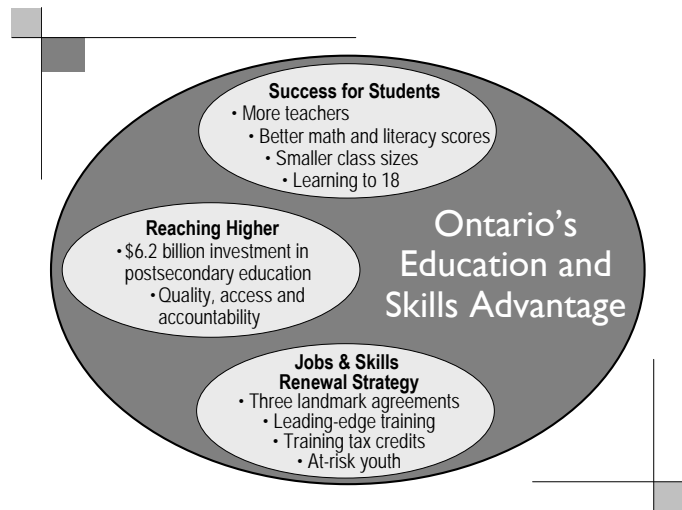 Success for Students
• More teachers
• Better math and literacy scores
• Smaller class sizes
• Learning to 18
Reaching Higher
• $6.2 billion investment in
postsecondary education
• Quality, access and
accountability
Ontario’s
Education and
Skills Advantage
Jobs & Skills
Renewal Strategy
• Three landmark agreements
• Leading-edge training
• Training tax credits
• At-risk youth